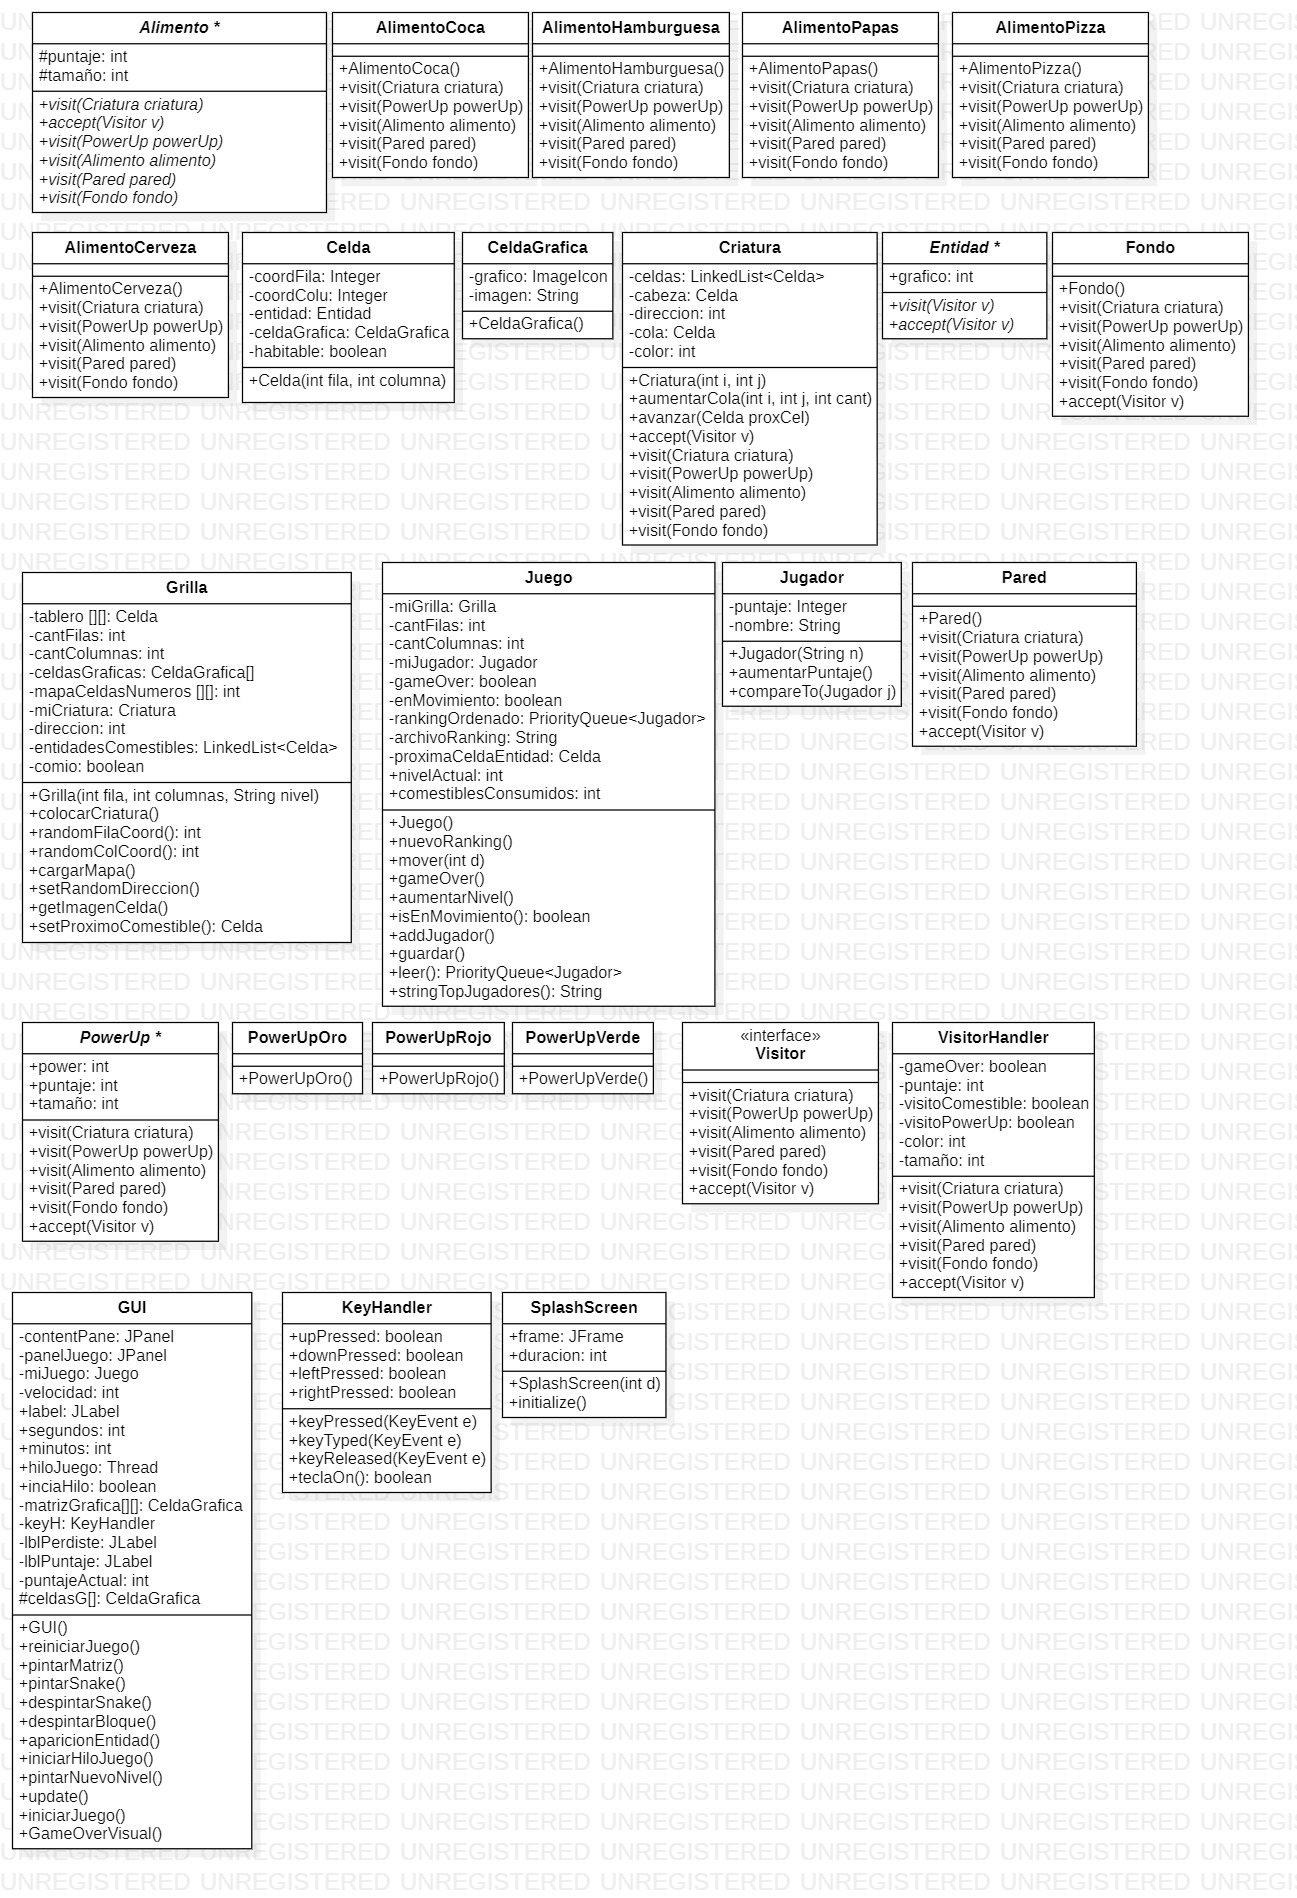 Alimento *
#puntaje: int
#tamaño: int
+visit(Criatura criatura)
+accept(Visitor v)
+visit(PowerUp powerUp)
+visit(Alimento alimento)
+visit(Pared pared)
+visit(Fondo fondo)
AlimentoCoca
+AlimentoCoca()
+visit(Criatura criatura)
+visit(PowerUp powerUp)
+visit(Alimento alimento)
+visit(Pared pared)
+visit(Fondo fondo)
AlimentoHamburguesa
+AlimentoHamburguesa()
+visit(Criatura criatura)
+visit(PowerUp powerUp)
+visit(Alimento alimento)
+visit(Pared pared)
+visit(Fondo fondo)
AlimentoPapas
+AlimentoPapas()
+visit(Criatura criatura)
+visit(PowerUp powerUp)
+visit(Alimento alimento)
+visit(Pared pared)
+visit(Fondo fondo)
AlimentoPizza
+AlimentoPizza()
+visit(Criatura criatura)
+visit(PowerUp powerUp)
+visit(Alimento alimento)
+visit(Pared pared)
+visit(Fondo fondo)
AlimentoCerveza
+AlimentoCerveza()
+visit(Criatura criatura)
+visit(PowerUp powerUp)
+visit(Alimento alimento)
+visit(Pared pared)
+visit(Fondo fondo)
Celda
-coordFila: Integer
-coordColu: Integer
-entidad: Entidad
-celdaGrafica: CeldaGrafica
-habitable: boolean
+Celda(int fila, int columna)
CeldaGrafica
-grafico: ImageIcon
-imagen: String
+CeldaGrafica()
Criatura
-celdas: LinkedList<Celda>
-cabeza: Celda
-direccion: int
-cola: Celda
-color: int
+Criatura(int i, int j)
+aumentarCola(int i, int j, int cant)
+avanzar(Celda proxCel)
+accept(Visitor v)
+visit(Criatura criatura)
+visit(PowerUp powerUp)
+visit(Alimento alimento)
+visit(Pared pared)
+visit(Fondo fondo)
Entidad *
+grafico: int
+visit(Visitor v)
+accept(Visitor v)
Fondo
+Fondo()
+visit(Criatura criatura)
+visit(PowerUp powerUp)
+visit(Alimento alimento)
+visit(Pared pared)
+visit(Fondo fondo)
+accept(Visitor v)
Grilla
-tablero [][]: Celda
-cantFilas: int
-cantColumnas: int
-celdasGraficas: CeldaGrafica[]
-mapaCeldasNumeros [][]: int
-miCriatura: Criatura
-direccion: int
-entidadesComestibles: LinkedList<Celda>
-comio: boolean
+Grilla(int fila, int columnas, String nivel)
+colocarCriatura()
+randomFilaCoord(): int
+randomColCoord(): int
+cargarMapa()
+setRandomDireccion()
+getImagenCelda()
+setProximoComestible(): Celda
Juego
-miGrilla: Grilla
-cantFilas: int
-cantColumnas: int
-miJugador: Jugador
-gameOver: boolean
-enMovimiento: boolean
-rankingOrdenado: PriorityQueue<Jugador>
-archivoRanking: String
-proximaCeldaEntidad: Celda
+nivelActual: int
+comestiblesConsumidos: int
+Juego()
+nuevoRanking()
+mover(int d)
+gameOver()
+aumentarNivel()
+isEnMovimiento(): boolean
+addJugador()
+guardar()
+leer(): PriorityQueue<Jugador>
+stringTopJugadores(): String
Jugador
-puntaje: Integer
-nombre: String
+Jugador(String n)
+aumentarPuntaje()
+compareTo(Jugador j)
Pared
+Pared()
+visit(Criatura criatura)
+visit(PowerUp powerUp)
+visit(Alimento alimento)
+visit(Pared pared)
+visit(Fondo fondo)
+accept(Visitor v)
PowerUp *
+power: int
+puntaje: int
+tamaño: int
+visit(Criatura criatura)
+visit(PowerUp powerUp)
+visit(Alimento alimento)
+visit(Pared pared)
+visit(Fondo fondo)
+accept(Visitor v)
PowerUpOro
+PowerUpOro()
PowerUpRojo
+PowerUpRojo()
PowerUpVerde
+PowerUpVerde()
«interface»
Visitor
+visit(Criatura criatura)
+visit(PowerUp powerUp)
+visit(Alimento alimento)
+visit(Pared pared)
+visit(Fondo fondo)
+accept(Visitor v)
VisitorHandler
-gameOver: boolean
-puntaje: int
-visitoComestible: boolean
-visitoPowerUp: boolean
-color: int
-tamaño: int
+visit(Criatura criatura)
+visit(PowerUp powerUp)
+visit(Alimento alimento)
+visit(Pared pared)
+visit(Fondo fondo)
+accept(Visitor v)
GUI
-contentPane: JPanel
-panelJuego: JPanel
-miJuego: Juego
-velocidad: int
+label: JLabel
+segundos: int
+minutos: int
+hiloJuego: Thread
+inciaHilo: boolean
-matrizGrafica[][]: CeldaGrafica
-keyH: KeyHandler
-lblPerdiste: JLabel
-lblPuntaje: JLabel
-puntajeActual: int
#celdasG[]: CeldaGrafica
+GUI()
+reiniciarJuego()
+pintarMatriz()
+pintarSnake()
+despintarSnake()
+despintarBloque()
+aparicionEntidad()
+iniciarHiloJuego()
+pintarNuevoNivel()
+update()
+iniciarJuego()
+GameOverVisual()
KeyHandler
+upPressed: boolean
+downPressed: boolean
+leftPressed: boolean
+rightPressed: boolean
+keyPressed(KeyEvent e)
+keyTyped(KeyEvent e)
+keyReleased(KeyEvent e)
+teclaOn(): boolean
SplashScreen
+frame: JFrame
+duracion: int
+SplashScreen(int d)
+initialize()
UNREGISTERED